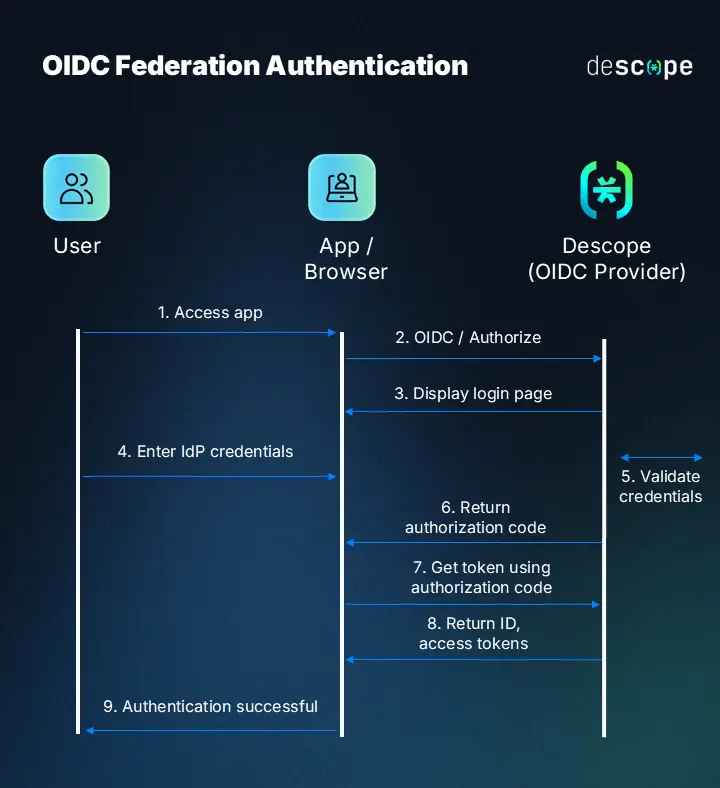 OIDC Federation Authentication
descope
User
App /
Browser
Descope
(OIDC Provider)
1. Access app
2. OIDC / Authorize
3. Display login page
4. Enter IdP credentials
5. Validate
credentials
6. Return
authorization code
7. Get token using
authorization code
8. Return ID,
access tokens
9. Authentication successful